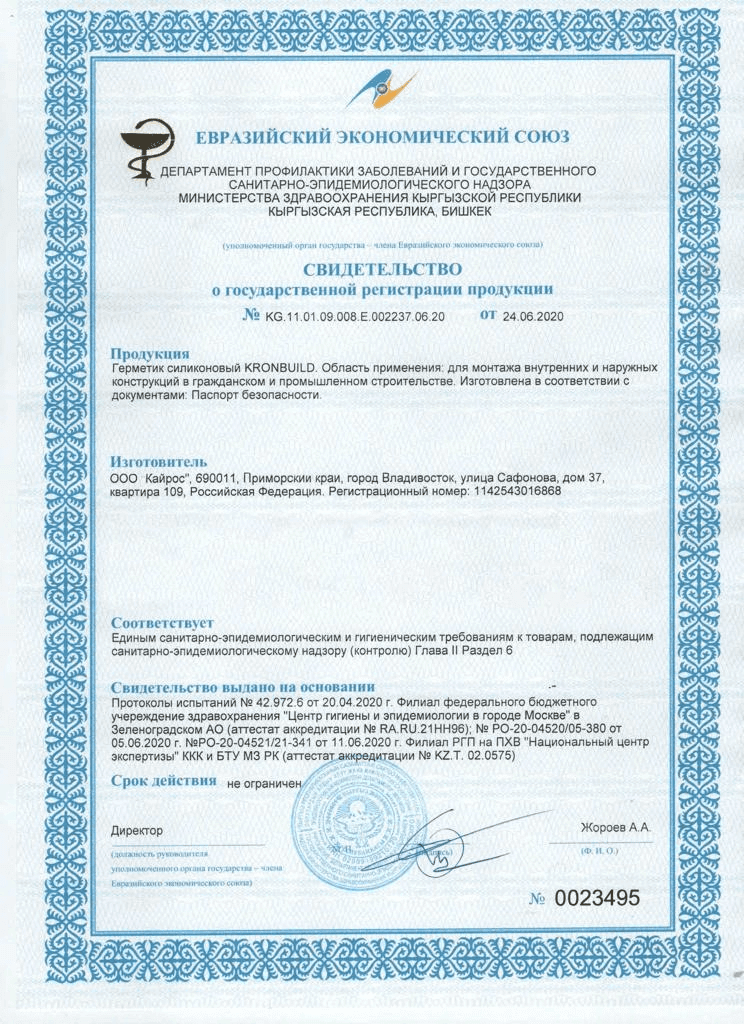 ЕВРАЗИЙСКИЙ ЭКОНОМИЧЕСКИЙ СОЮЗ
ДЕПАРТАМЕНТ ПРОФИЛАКТИКИ ЗАБОЛЕВАНИЙ И ГОСУДАРСТВЕННОГО
САНИТАРНО-ЭПИДЕМИОЛОГИЧЕСКОГО НАДЗОРА
МИНИСТЕРСТВА ЗДРАВООХРАНЕНИЯ КЫРГЫЗСКОЙ РЕСПУБЛИКИ
КЫРГЫЗСКАЯ РЕСПУБЛИКА, БИШКЕК
(уполномоченный орган государства – члена Евразийского экономического союза)
СВИДЕТЕЛЬСТВО
о государственной регистрации продукции
№ KG.11.01.09.008.E.002237.06.20 от 24.06.2020
Продукция
Герметик силиконовый KRONBUILD. Область применения: для монтажа внутренних и наружных
конструкций в гражданском и промышленном строительстве. Изготовлена в соответствии с
документами: Паспорт безопасности.
Изготовитель
ООО "Кайрос", 690011, Приморский край, город Владивосток, улица Сафонова, дом 37,
квартира 109, Российская Федерация. Регистрационный номер: 1142543016868
Соответствует
Единым санитарно-эпидемиологическим и гигиеническим требованиям к товарам, подлежащим
санитарно-эпидемиологическому надзору (контролю) Глава II Раздел 6
Свидетельство выдано на основании
Протоколы испытаний № 42.972.6 от 20.04.2020 г. Филиал федерального бюджетного
учереждение здравоохранения "Центр гигиены и эпидемиологии в городе Москве" в
Зеленоградском АО (аттестат аккредитации № RA.RU.21НН96); № РО-20-04520/05-380 от
05.06.2020 г. №РО-20-04521/21-341 от 11.06.2020 г. Филиал РГП на ПХВ "Национальный центр
экспертизы" ККК и БТУ МЗ РК (аттестат аккредитации № KZ.T. 02.0575)
Срок действия не ограничен
Директор
Жороев А.А.
(должность руководителя
уполномоченного органа государства – члена
Евразийского экономического союза)
М. П.
(подпись)
(Ф. И. О.)
№ 0023495